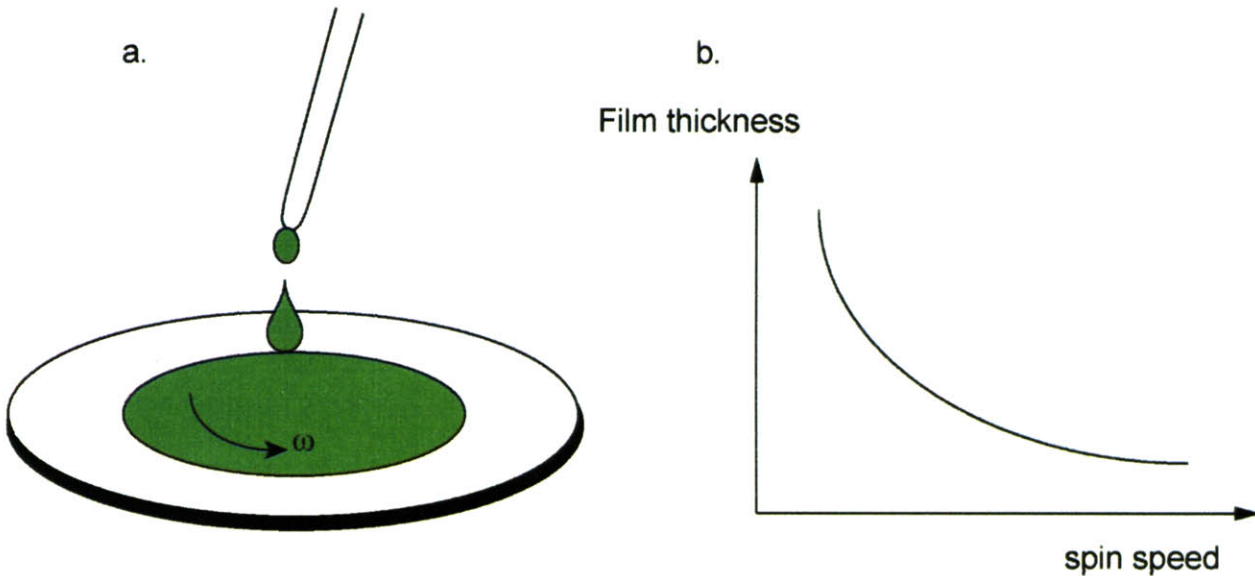 a.
ω
b.
Film thickness
spin speed